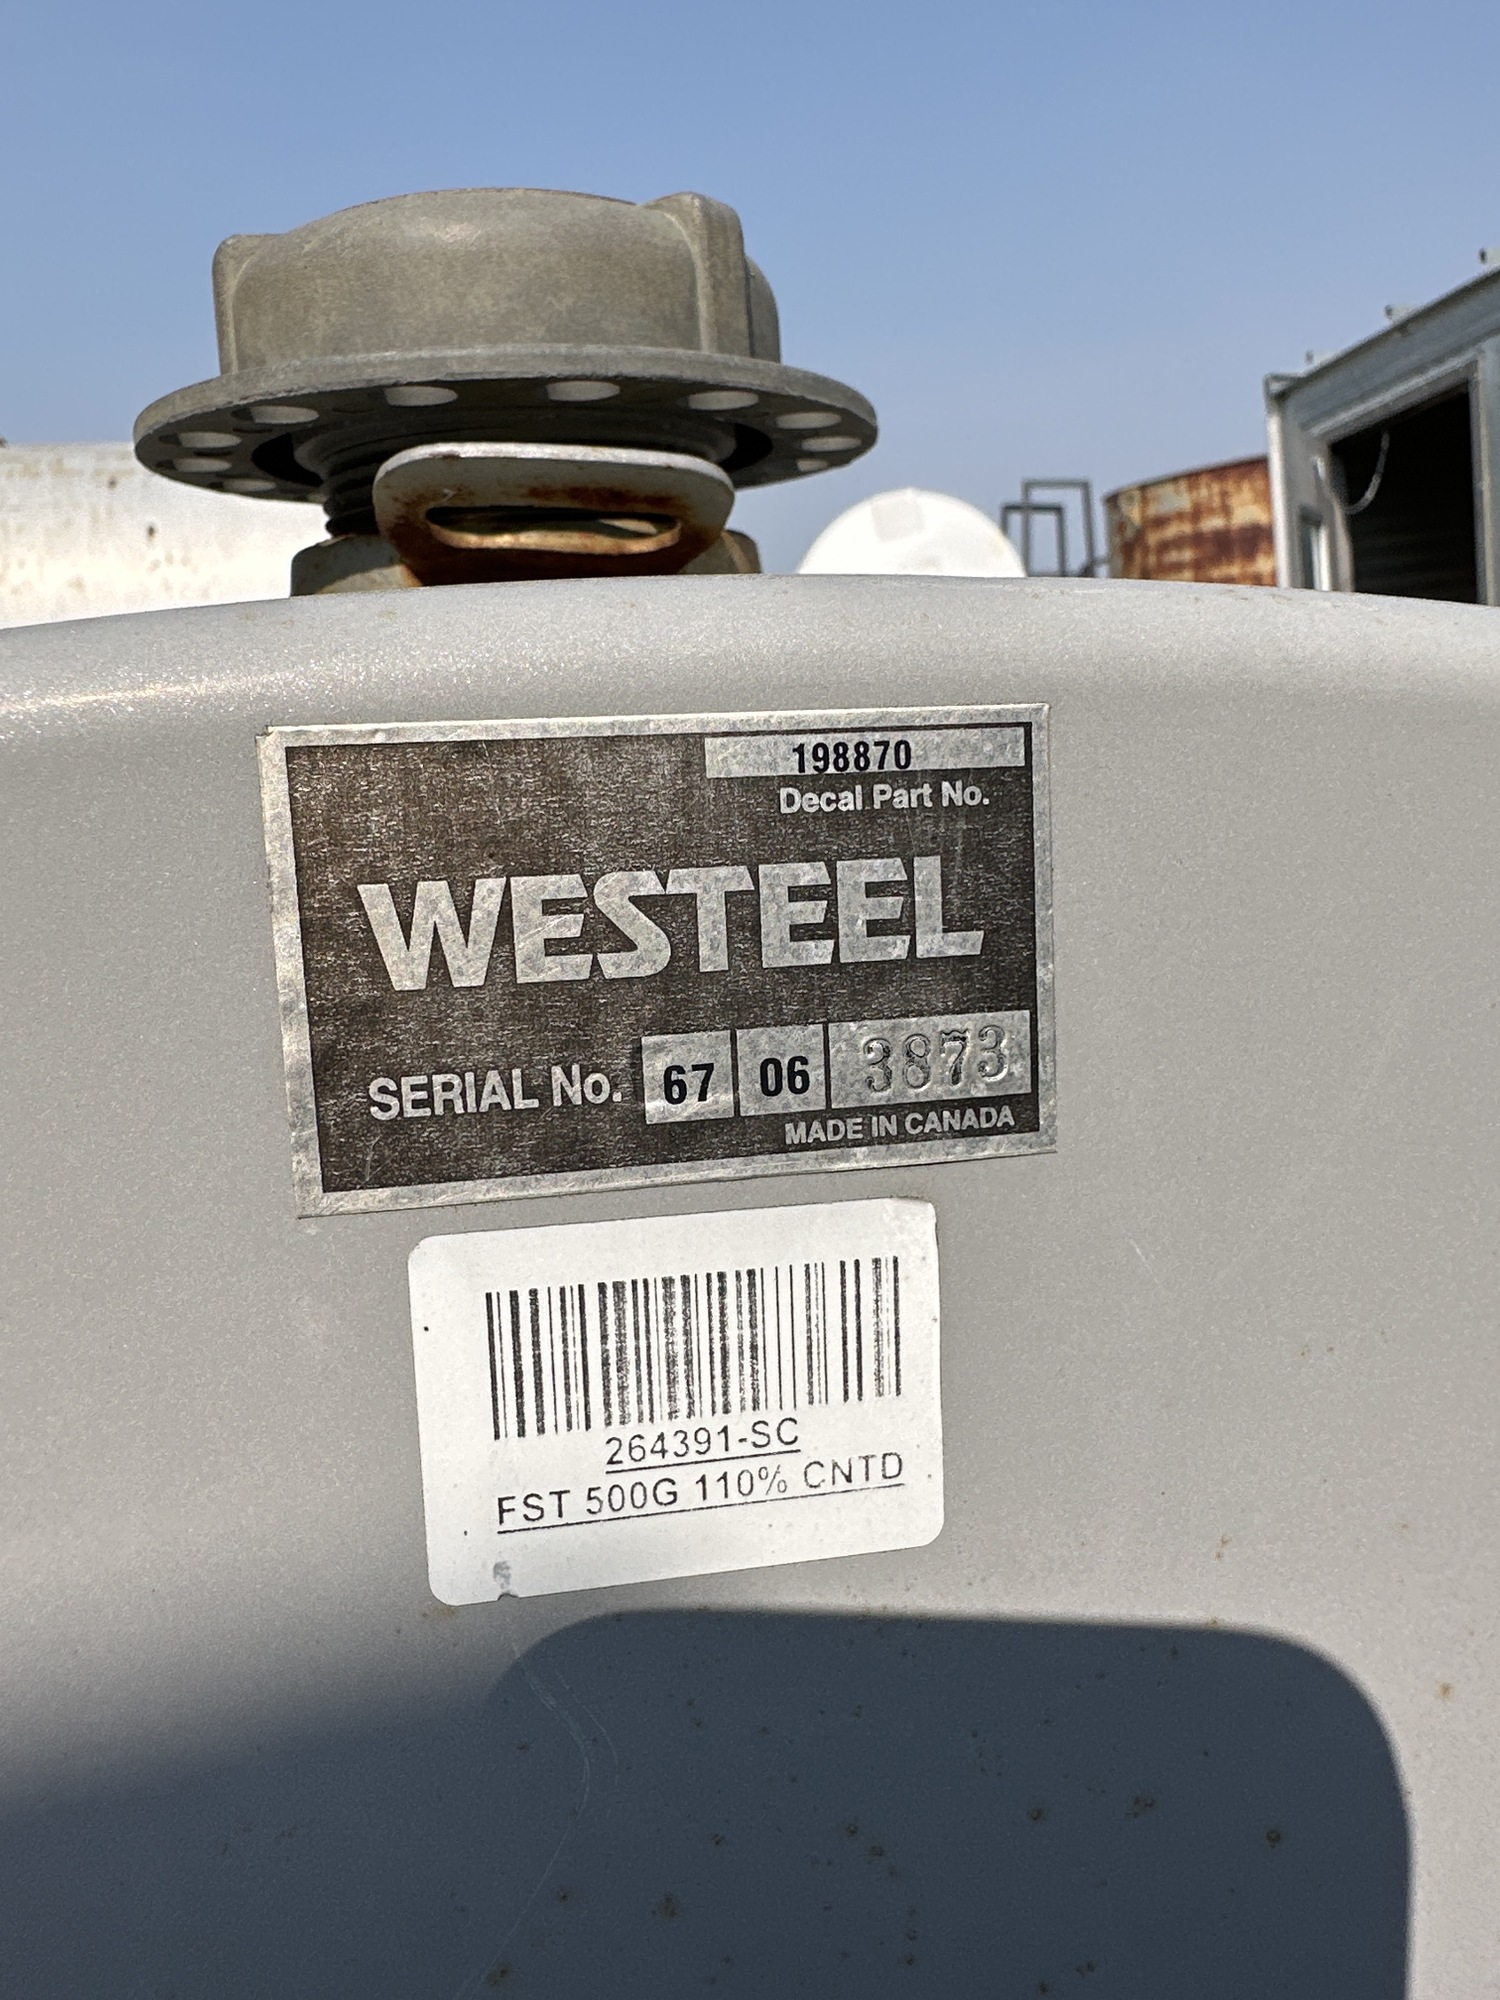 198870
Decal Part No.
WESTEEL
SERIAL No. 67 06 3873
MADE IN CANADA
264391-SC
FST 500G 110% CNTD